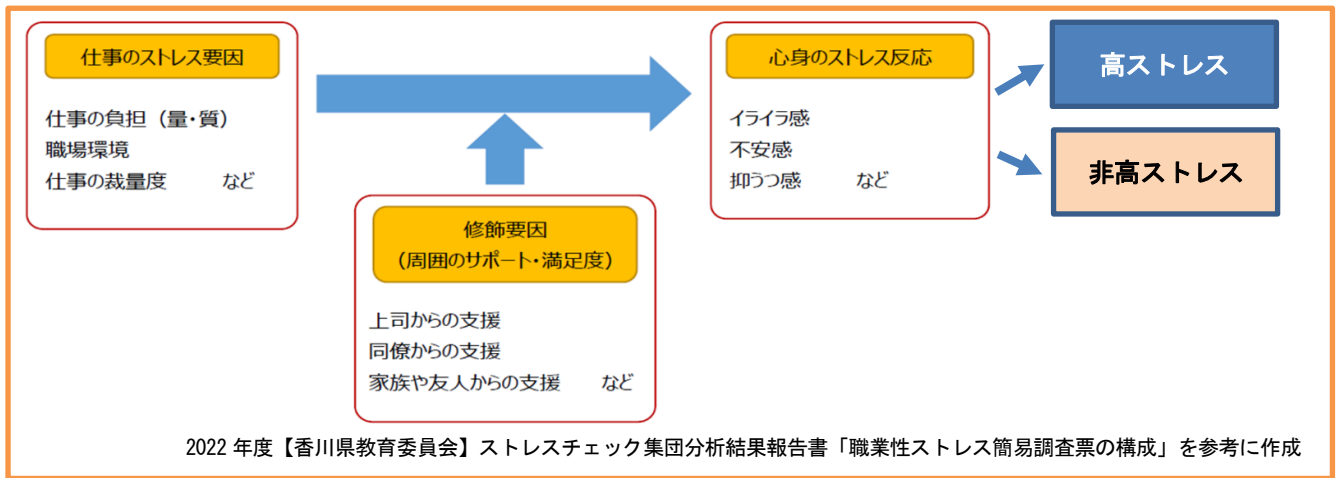 仕事のストレス要因
仕事の負担（量・質）
職場環境
仕事の裁量度　　など
修飾要因
（周囲のサポート・満足度）
上司からの支援
同僚からの支援
家族や友人からの支援　　など
心身のストレス反応
イライラ感
不安感
抑うつ感　　など
高ストレス
非高ストレス
2022 年度【香川県教育委員会】ストレスチェック集団分析結果報告書「職業性ストレス簡易調査票の構成」を参考に作成